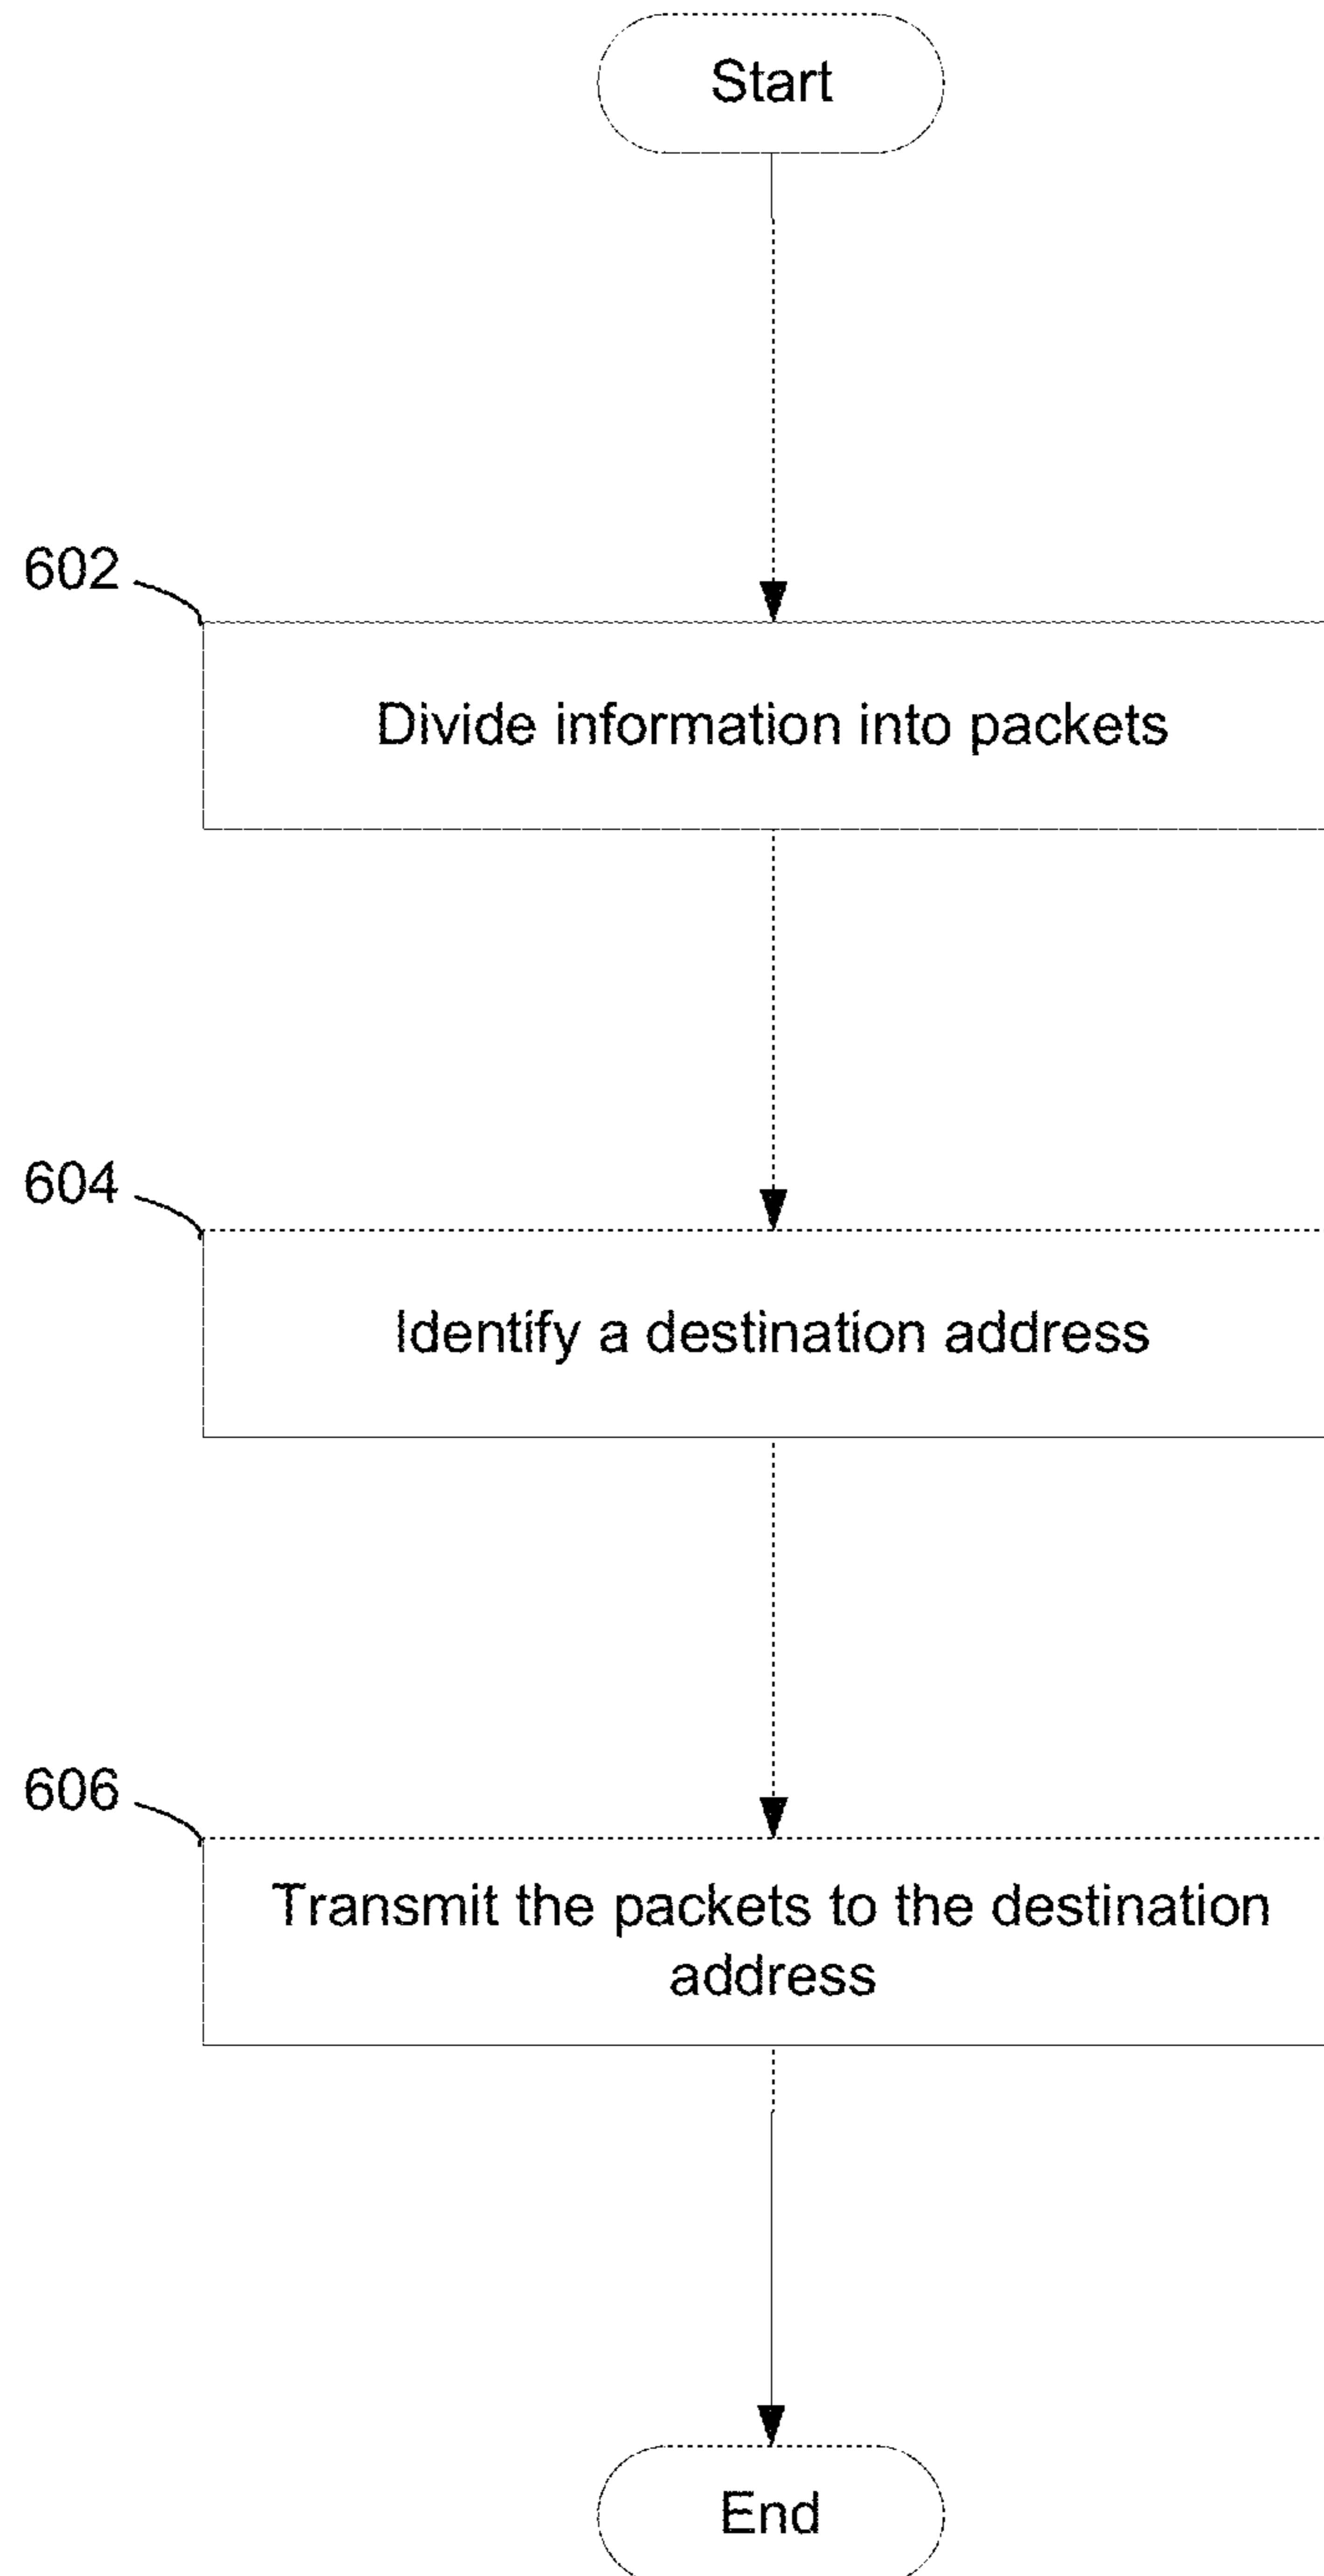 Start
602
Divide information into packets
604
Identify a destination address
606
Transmit the packets to the destination
address
End